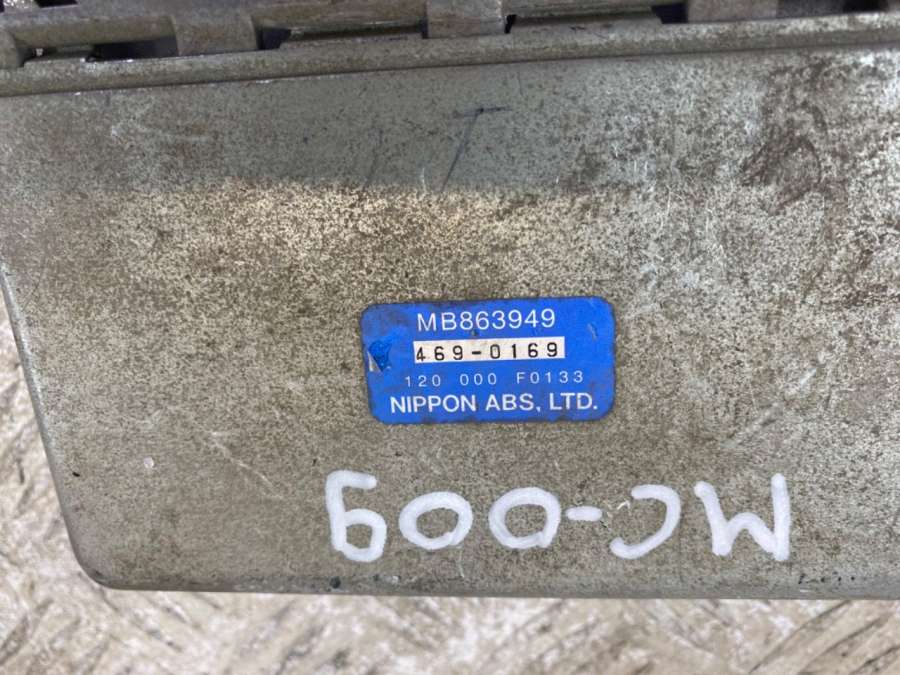 MB863949
469-0169
120 000 F0133
NIPPON ABS, LTD.
MC-009